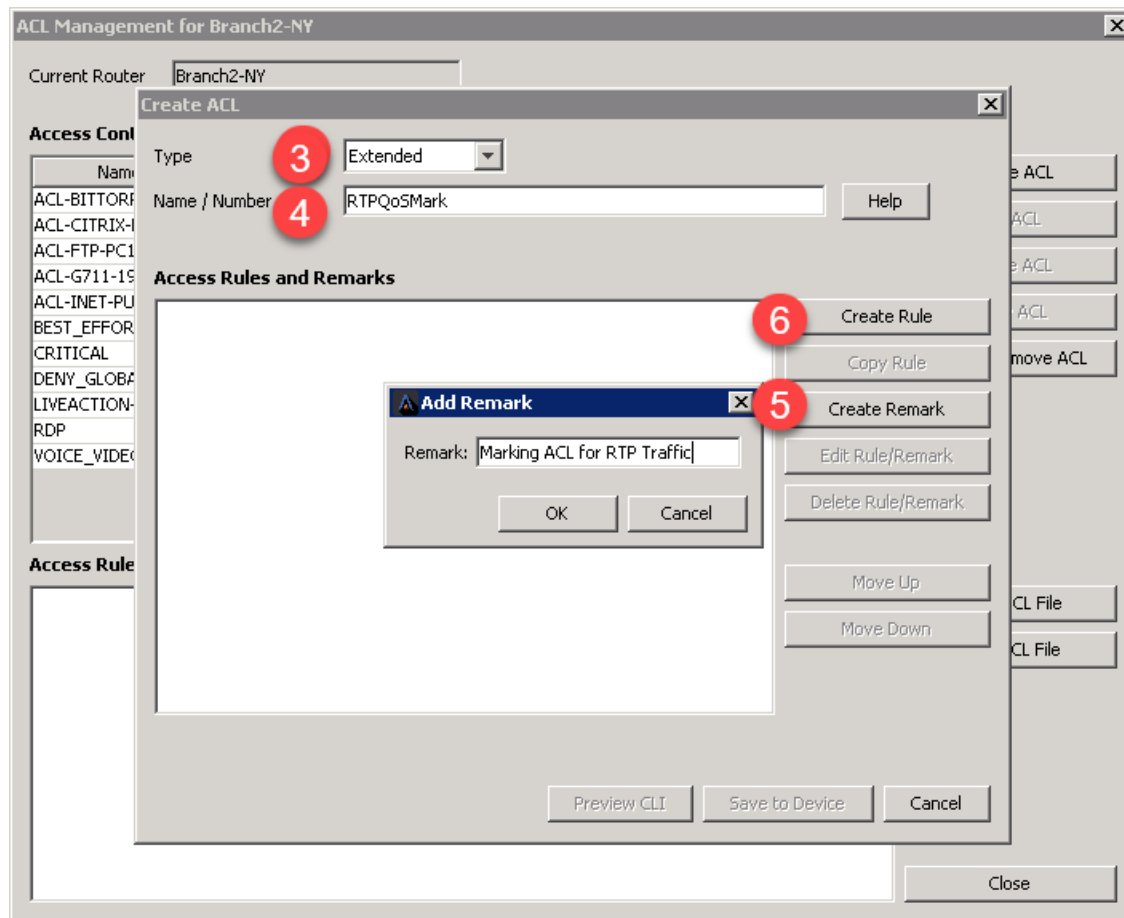 ACL Management for Branch2-NY
Current Router Branch2-NY
Create ACL
Access Cont
Type 3 Extended
Name / Number 4 RTPQoSMark Help
Access Rules and Remarks
Nam
ACL-BITTORR
ACL-CITRIX-
ACL-FTP-PC1
ACL-G711-19
ACL-INET-PU
BEST_EFFOR
CRITICAL
DENY_GLOBA
LIVEACTION-
RDP
VOICE_VIDEO
6 Create Rule
Copy Rule
5 Create Remark
Edit Rule/Remark
Delete Rule/Remark
Move Up
Move Down
Add Remark
Remark: Marking ACL for RTP Traffic
OK Cancel
e ACL
ACL
e ACL
ACL
move ACL
Access Rule
CL File
CL File
Preview CLI Save to Device Cancel
Close